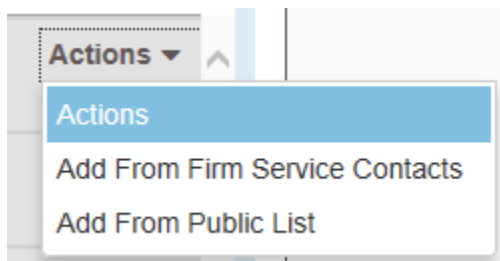 Actions
Actions
Add From Firm Service Contacts
Add From Public List